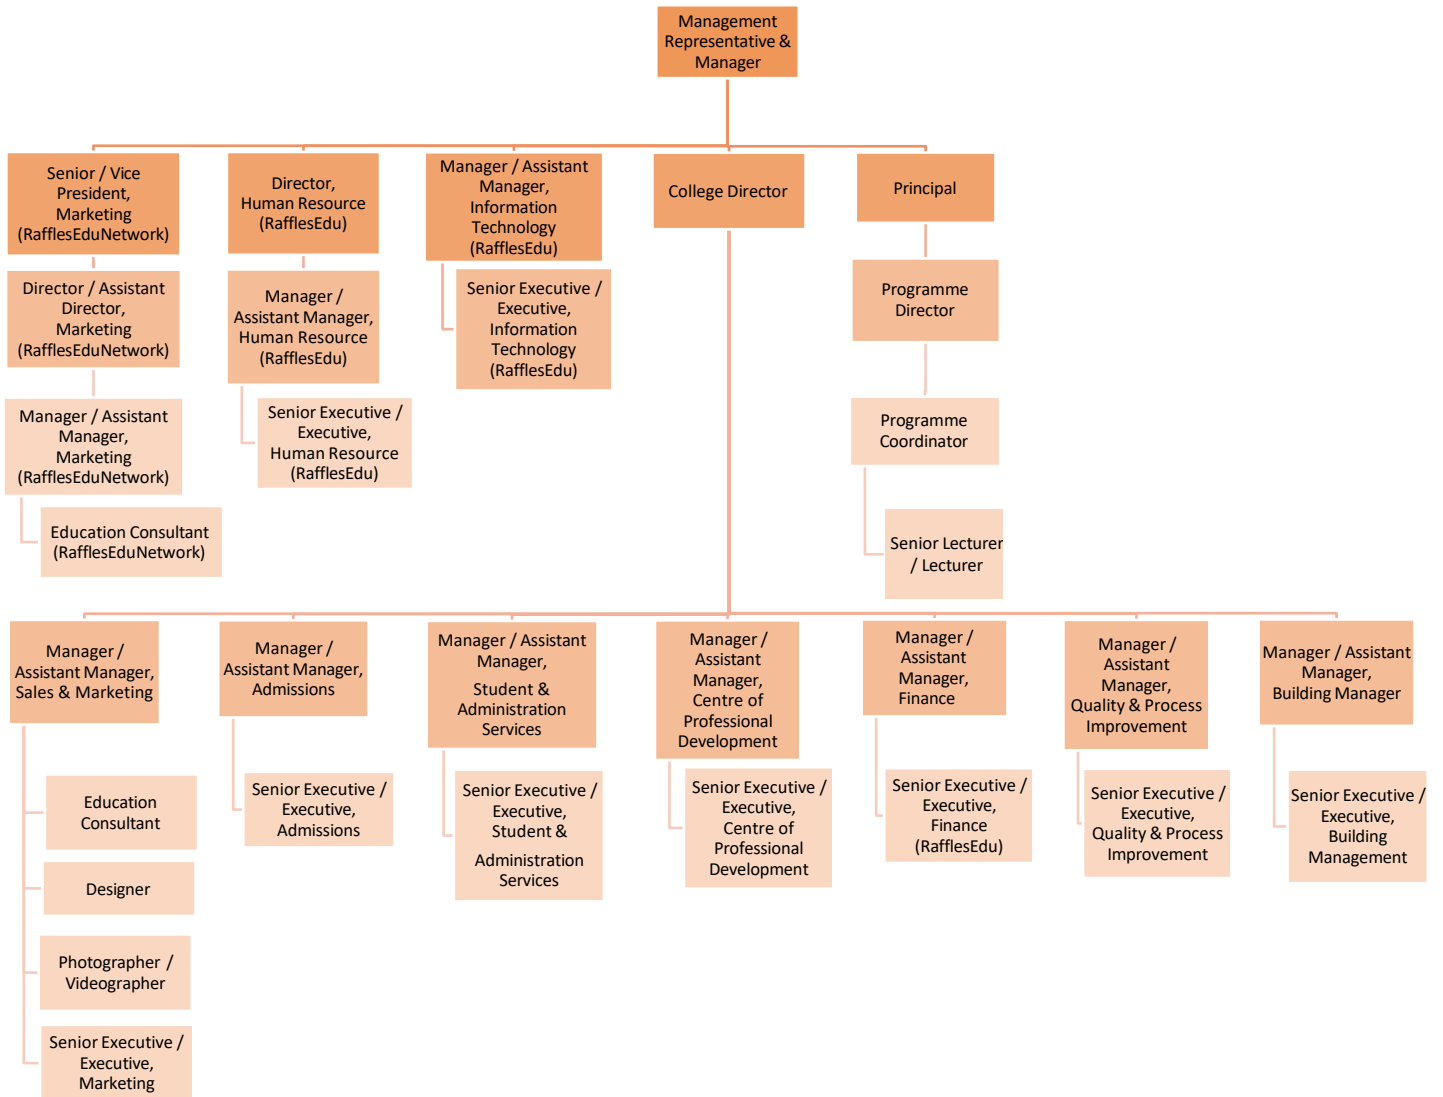 Management
Representative &
Manager
Senior / Vice
President,
Marketing
(RafflesEduNetwork)
Director,
Human Resource
(RafflesEdu)
Manager / Assistant
Manager,
Information
Technology
(RafflesEdu)
College Director
Principal
Director / Assistant
Director,
Marketing
(RafflesEduNetwork)
Manager /
Assistant Manager,
Human Resource
(RafflesEdu)
Senior Executive /
Executive,
Information
Technology
(RafflesEdu)
Programme
Director
Manager / Assistant
Manager,
Marketing
(RafflesEduNetwork)
Senior Executive /
Executive,
Human Resource
(RafflesEdu)
Programme
Coordinator
Education Consultant
(RafflesEduNetwork)
Senior Lecturer
/ Lecturer
Manager /
Assistant Manager,
Sales & Marketing
Manager /
Assistant Manager,
Admissions
Manager / Assistant
Manager,
Student &
Administration
Services
Manager /
Assistant
Manager,
Centre of
Professional
Development
Manager /
Assistant
Manager,
Finance
Manager /
Assistant
Manager,
Quality & Process
Improvement
Manager / Assistant
Manager,
Building Manager
Education
Consultant
Senior Executive /
Executive,
Admissions
Senior Executive /
Executive,
Student &
Administration
Services
Senior Executive /
Executive,
Centre of
Professional
Development
Senior Executive /
Executive,
Finance
(RafflesEdu)
Senior Executive /
Executive,
Quality & Process
Improvement
Senior Executive /
Executive,
Building
Management
Designer
Photographer /
Videographer
Senior Executive /
Executive,
Marketing